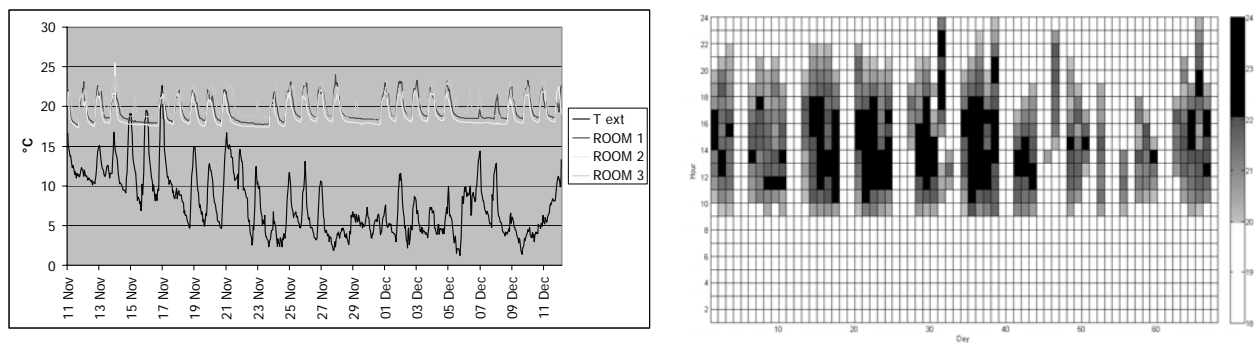 30
25
20
15
10
5
0
°C
11 Nov
13 Nov
15 Nov
17 Nov
19 Nov
21 Nov
23 Nov
25 Nov
27 Nov
29 Nov
01 Dec
03 Dec
05 Dec
07 Dec
09 Dec
11 Dec
T ext
ROOM 1
ROOM 2
ROOM 3
24
22
20
18
16
14
12
10
8
6
4
2
Hour
10
20
30
40
50
60
Day
24
23
22
21
20
19
18